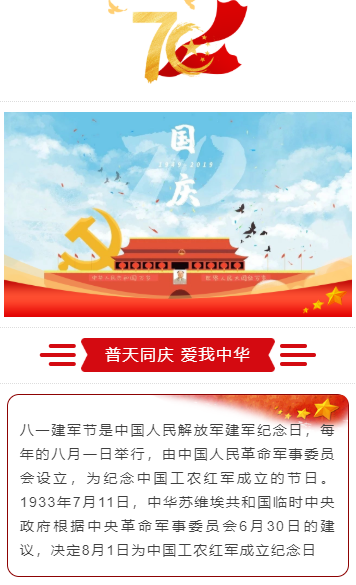 70
国
1949-2019
70
庆
普天同庆 爱我中华
八一建军节是中国人民解放军建军纪念日，每
年的八月一日举行，由中国人民革命军事委员
会设立，为纪念中国工农红军成立的节日。
1933年7月11日，中华苏维埃共和国临时中央
政府根据中央革命军事委员会6月30日的建
议，决定8月1日为中国工农红军成立纪念日